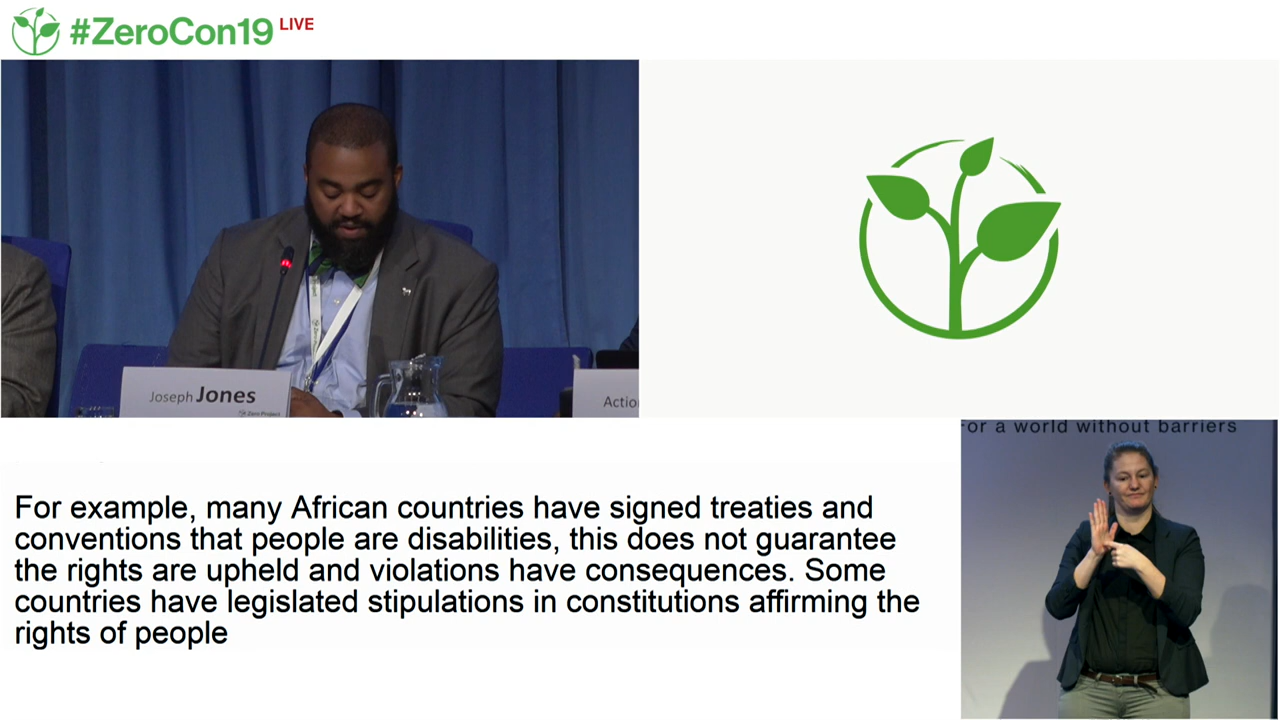 #ZeroCon19 LIVE
Joseph Jones
Zero Project
Actio
For a world without barriers
For example, many African countries have signed treaties and
conventions that people are disabilities, this does not guarantee
the rights are upheld and violations have consequences. Some
countries have legislated stipulations in constitutions affirming the
rights of people